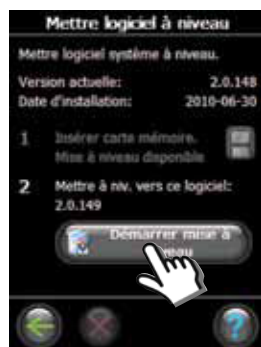 Mettre logiciel à niveau
Mettre logiciel système à niveau.
Version actuelle: 2.0.148
Date d'installation: 2010-06-30
1 Insérer carte mémoire.
Mise à niveau disponible
2 Mettre à niv. vers ce logiciel:
2.0.149
Démarrer mise à
?